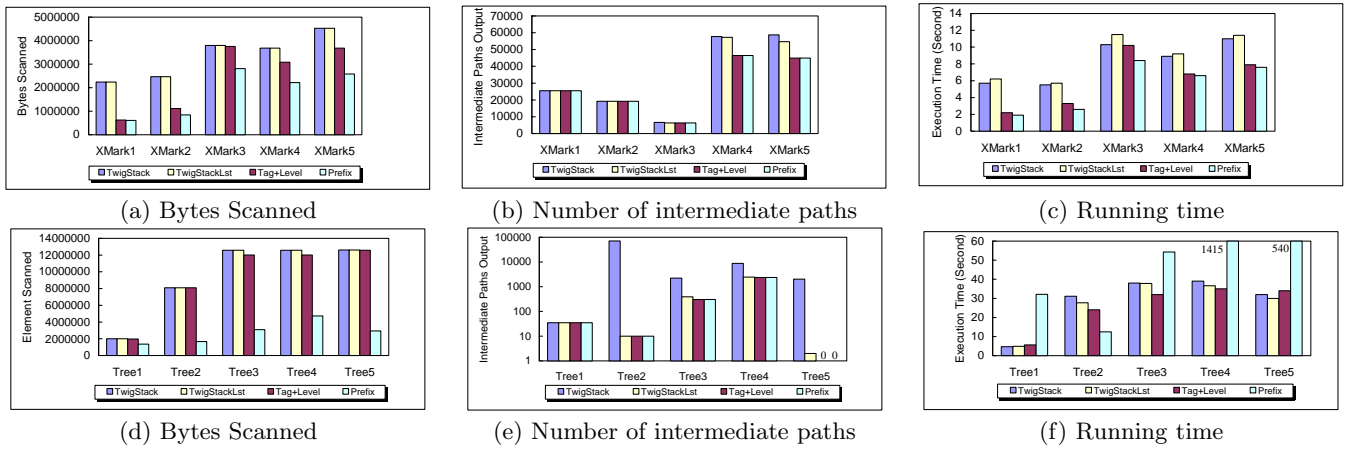 Bytes Scanned
5000000
4000000
3000000
2000000
1000000
0
XMark1 XMark2 XMark3 XMark4 XMark5
TwigStack TwigStackLst Tag+Level Prefix
(a) Bytes Scanned
Intermediate Paths Output
70000
60000
50000
40000
30000
20000
10000
0
XMark1 XMark2 XMark3 XMark4 XMark5
TwigStack TwigStackLst Tag+Level Prefix
(b) Number of intermediate paths
Execution Time (Second)
14
12
10
8
6
4
2
0
XMark1 XMark2 XMark3 XMark4 XMark5
TwigStack TwigStackLst Tag+Level Prefix
(c) Running time
Element Scanned
14000000
12000000
10000000
8000000
6000000
4000000
2000000
0
Tree1 Tree2 Tree3 Tree4 Tree5
TwigStack TwigStackLst Tag+Level Prefix
(d) Bytes Scanned
Intermediate Paths Output
100000
10000
1000
100
10
1
0 0
Tree1 Tree2 Tree3 Tree4 Tree5
TwigStack TwigStackLst Tag+Level Prefix
(e) Number of intermediate paths
Execution Time (Second)
60
50
40
30
20
10
0
1415 540
Tree1 Tree2 Tree3 Tree4 Tree5
TwigStack TwigStackLst Tag+Level Prefix
(f) Running time